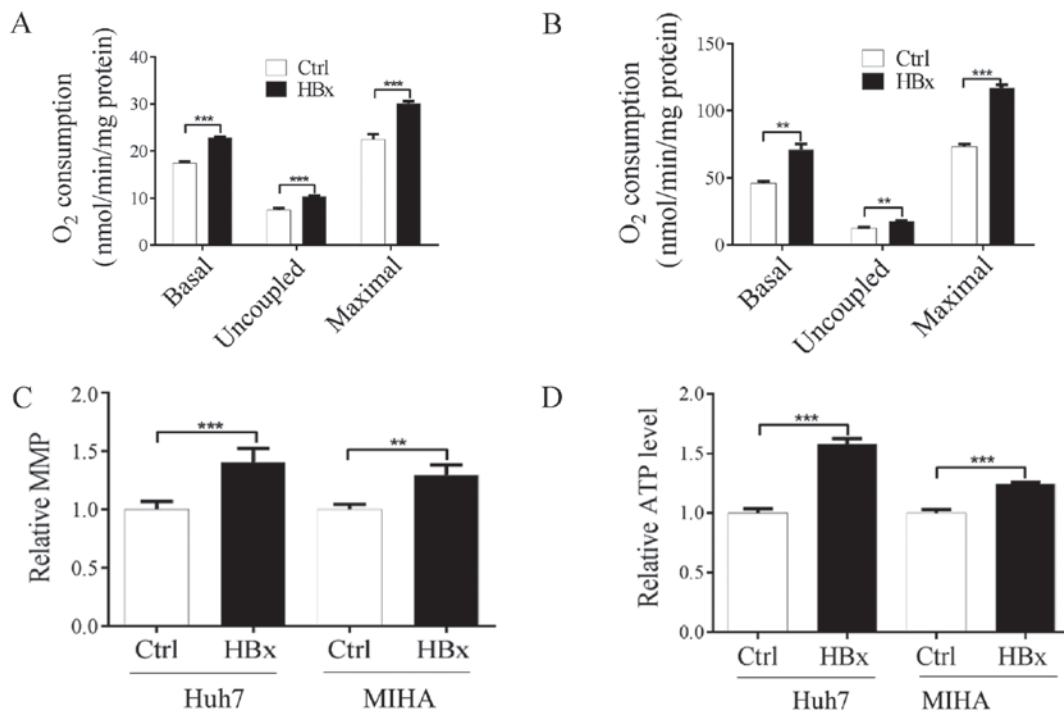 A
O₂ consumption
(nmol/min/mg protein)
40
30
20
10
0
Ctrl
HBx
***
***
***
Basal
Uncoupled
Maximal
B
O₂ consumption
(nmol/min/mg protein)
150
100
50
0
Ctrl
HBx
**
**
***
Basal
Uncoupled
Maximal
C
Relative MMP
2.0
1.5
1.0
0.5
0.0
***
**
Ctrl HBx Ctrl HBx
Huh7 MIHA
D
Relative ATP level
2.0
1.5
1.0
0.5
0.0
***
***
Ctrl HBx Ctrl HBx
Huh7 MIHA